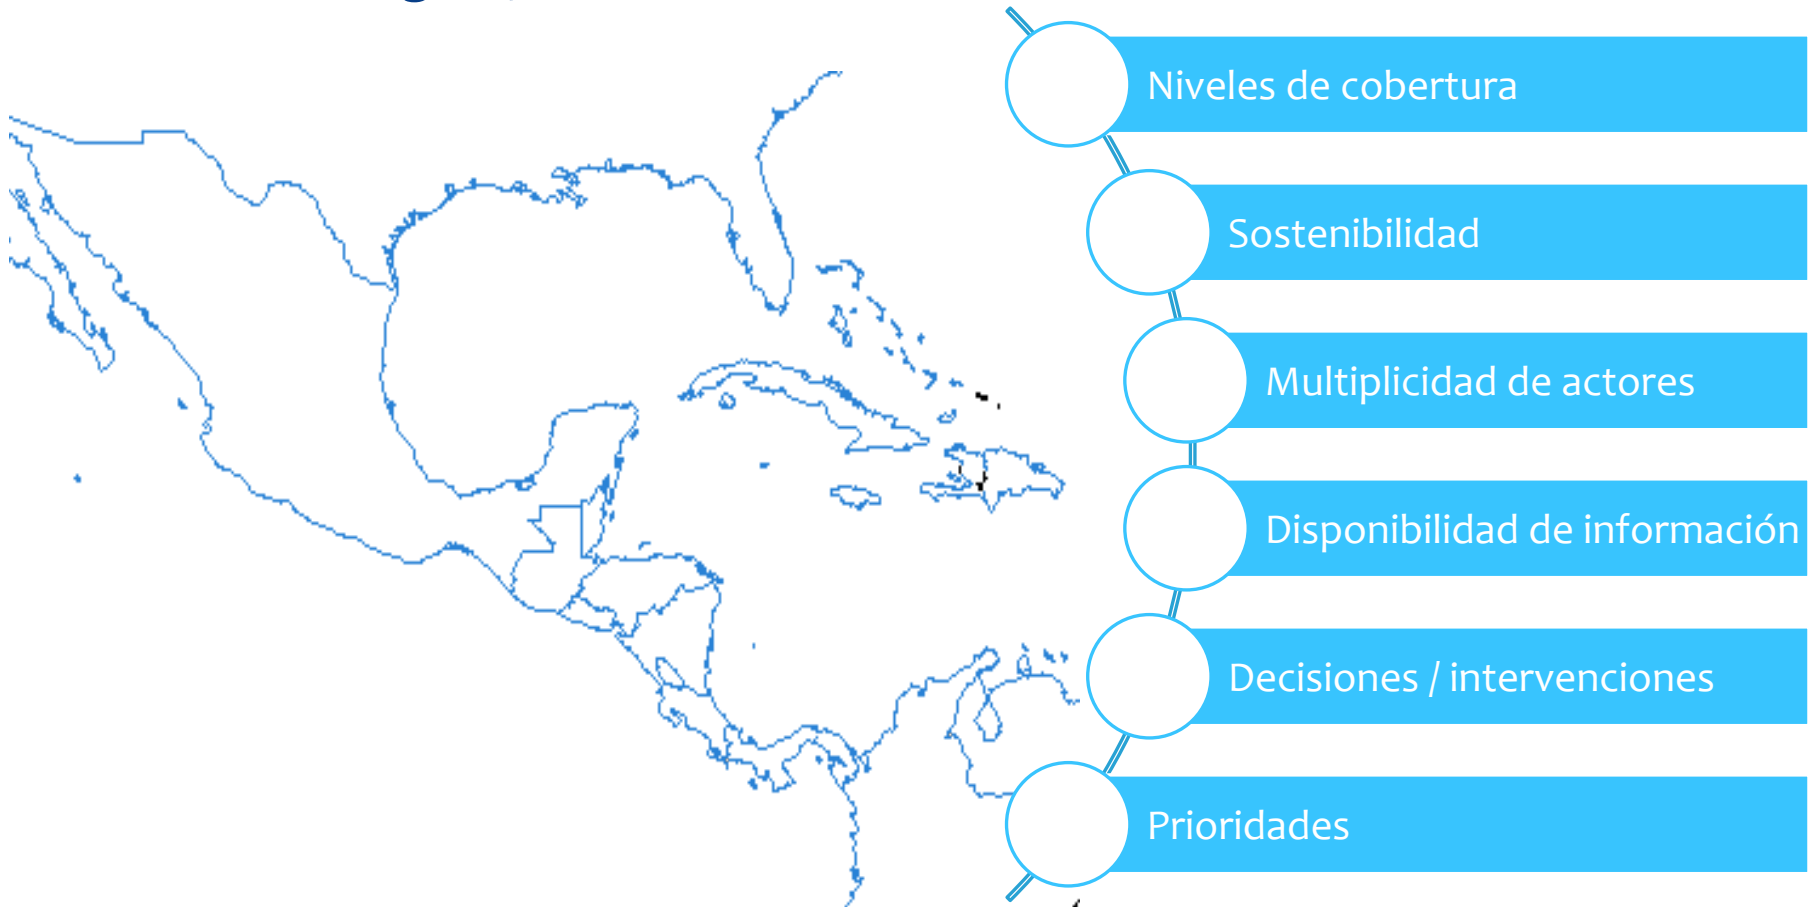 Niveles de cobertura
Sostenibilidad
Multiplicidad de actores
Disponibilidad de información
Decisiones / intervenciones
Prioridades